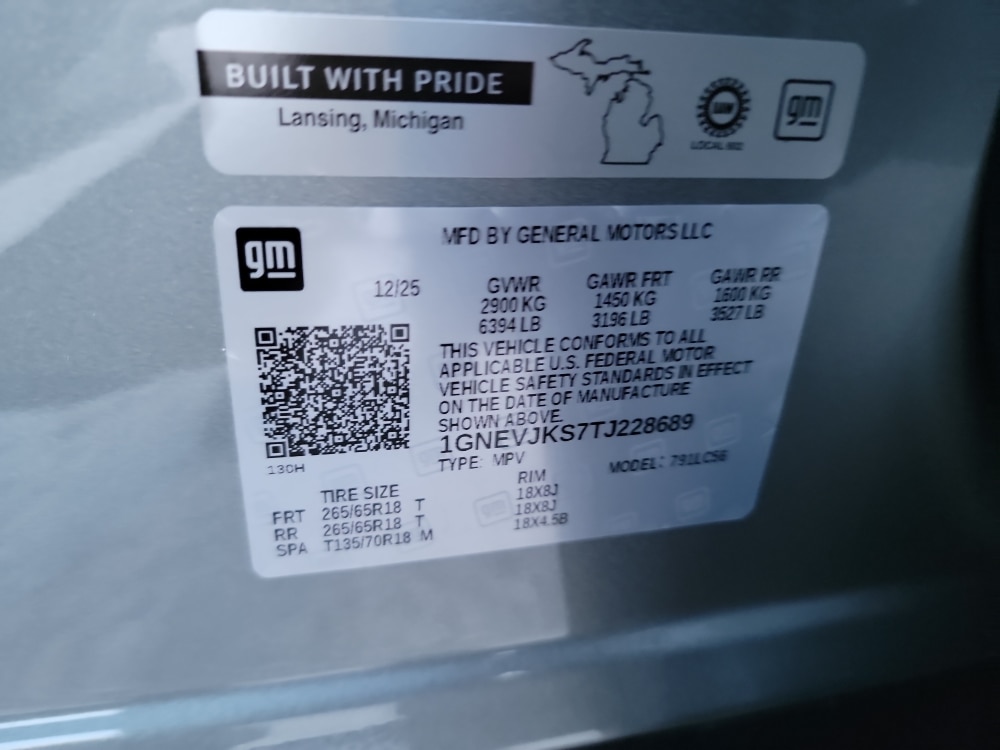 BUILT WITH PRIDE
Lansing, Michigan
UAW
gm
gm
MFD BY GENERAL MOTORS LLC
12/25 GVWR GAWR FRT GAWR RR
2900 KG 1450 KG 1600 KG
6394 LB 3196 LB 3527 LB
THIS VEHICLE CONFORMS TO ALL
APPLICABLE U.S. FEDERAL MOTOR
VEHICLE SAFETY STANDARDS IN EFFECT
ON THE DATE OF MANUFACTURE
SHOWN ABOVE.
1GNEVJKS7TJ228689
130H
TYPE: MPV MODEL: 791LC56
TIRE SIZE RIM
FRT 265/65R18 T 18X8J
RR 265/65R18 T 18X8J
SPA T135/70R18 M 18X4.5B